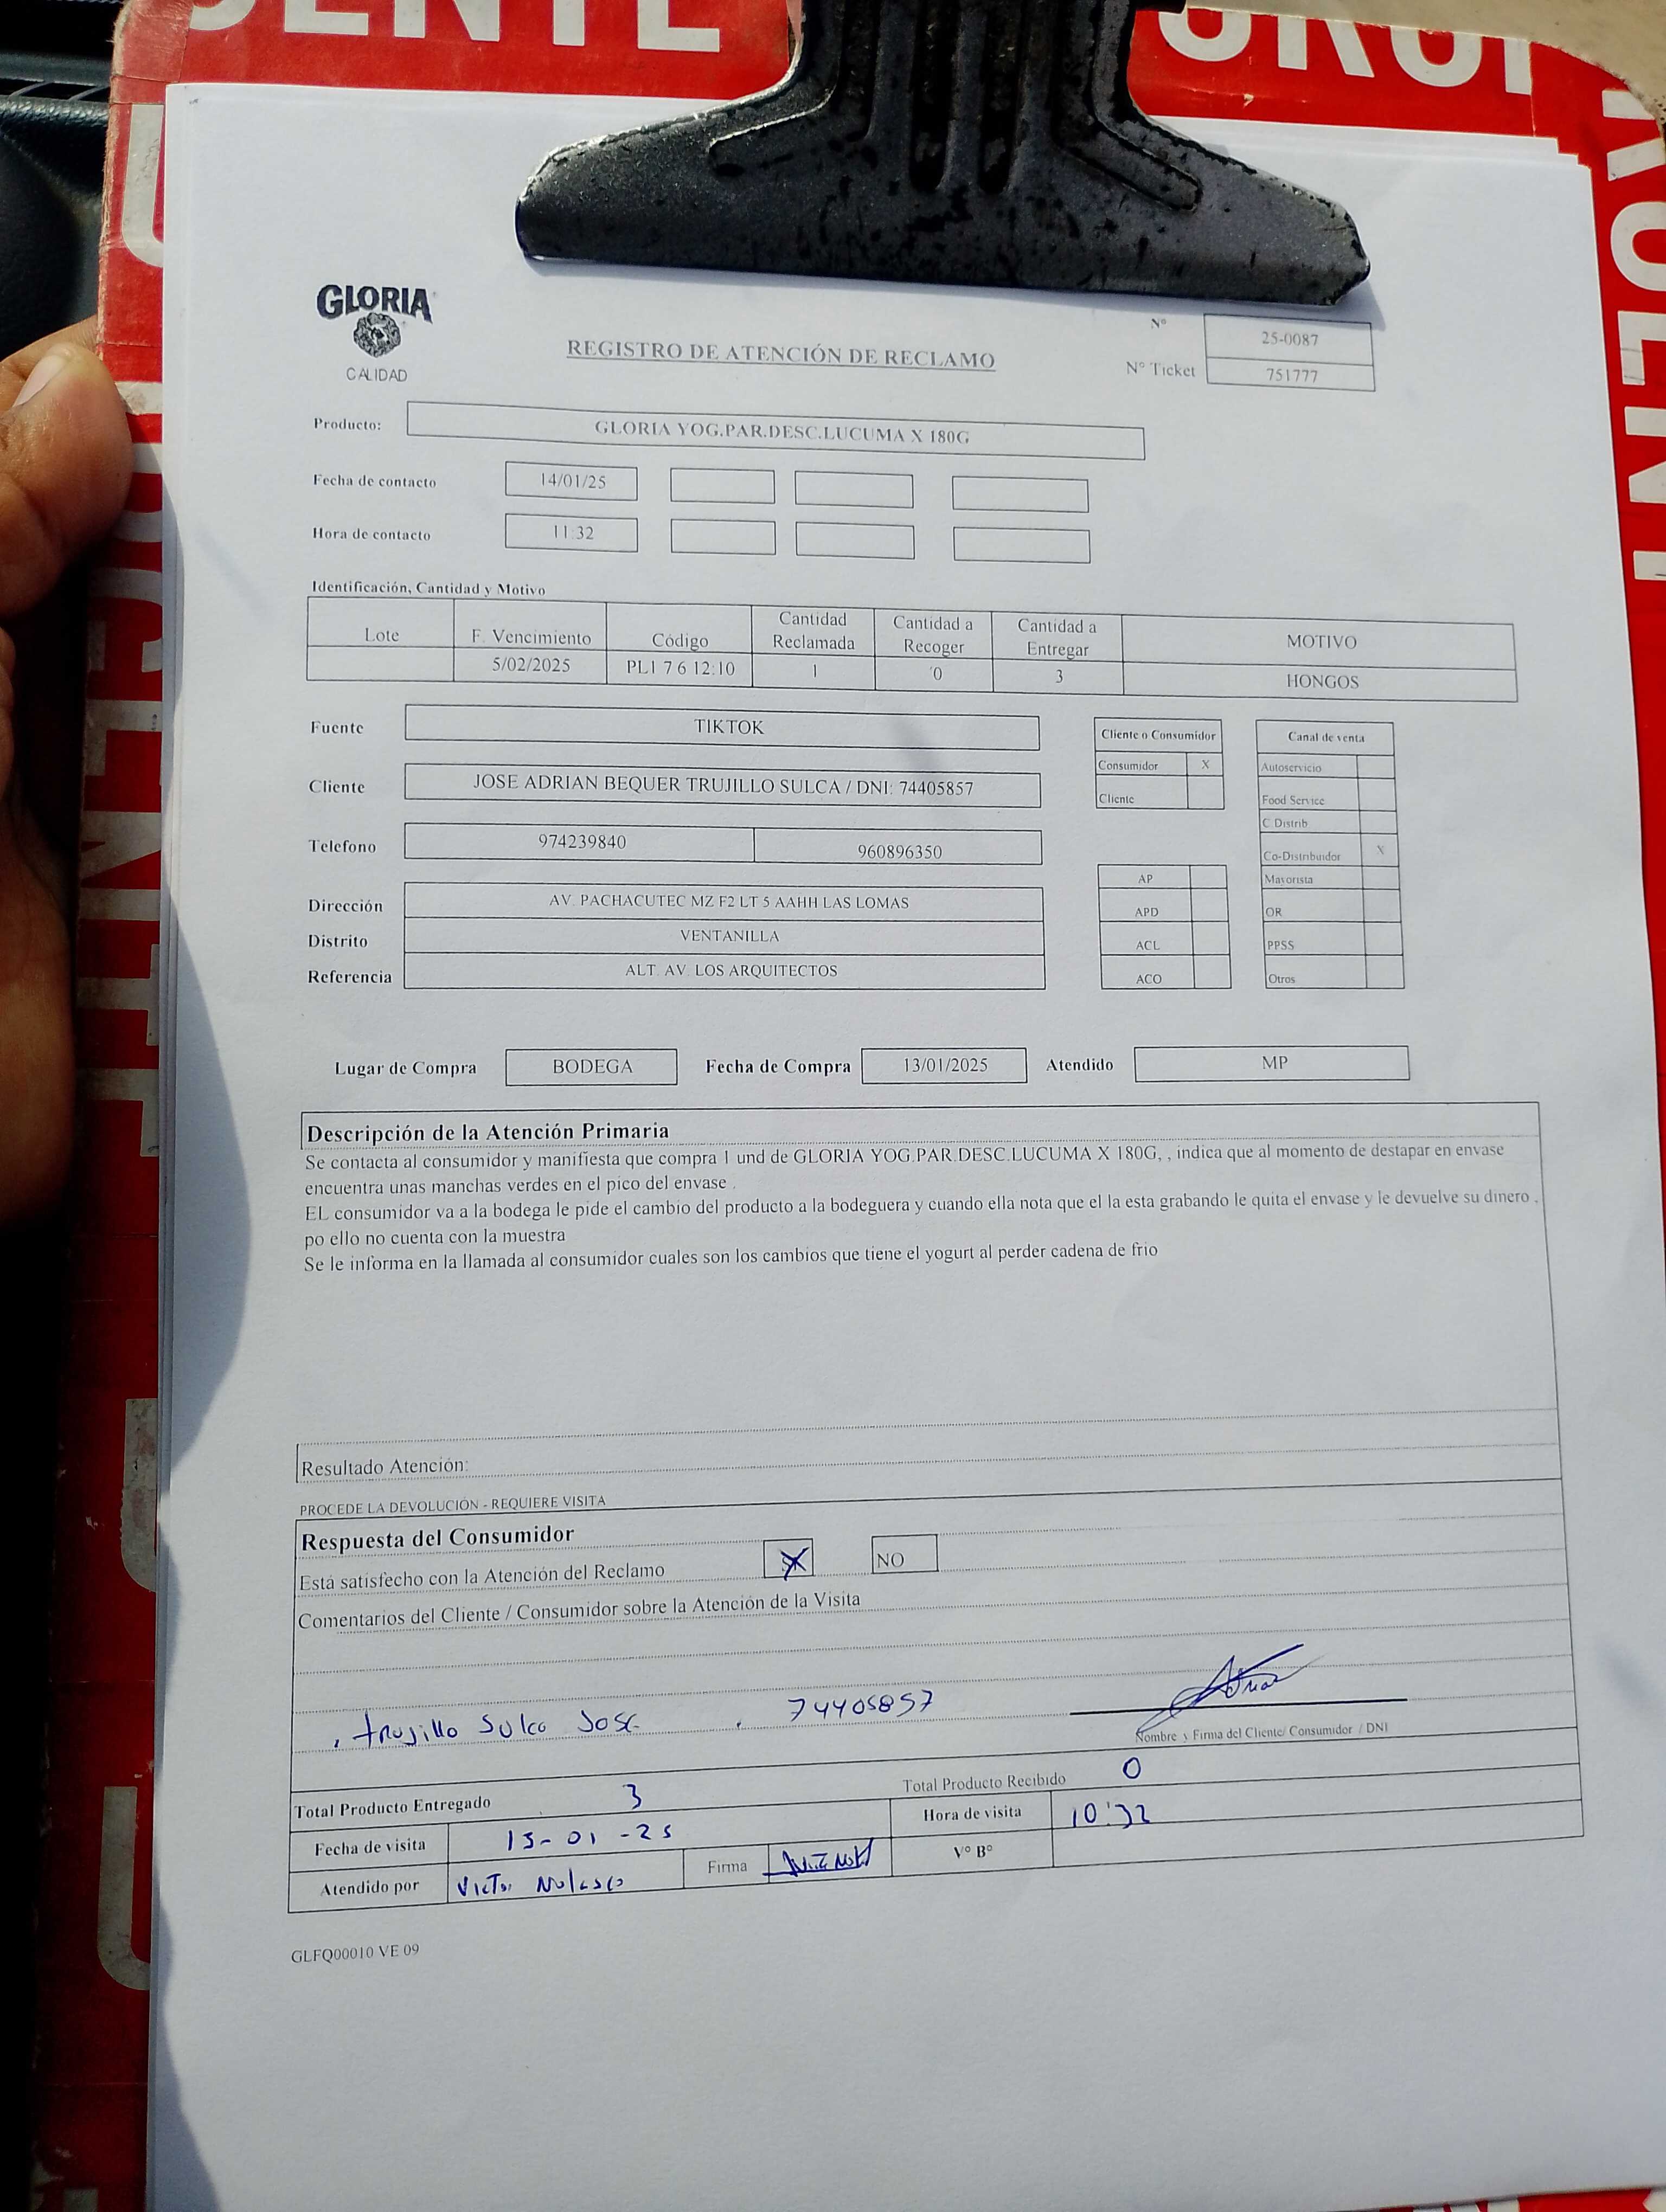 GLORIA
CALIDAD
REGISTRO DE ATENCIÓN DE RECLAMO
N° 25-0087
N° Ticket 751777
Producto: GLORIA YOG.PAR.DESC.LUCUMA X 180G
Fecha de contacto 14/01/25
Hora de contacto 11:32
Identificación, Cantidad y Motivo
Lote F. Vencimiento Código Cantidad Reclamada Cantidad a Recoger Cantidad a Entregar MOTIVO
5/02/2025 PL1 7 6 12:10 1 0 3 HONGOS
Fuente TIKTOK
Cliente JOSE ADRIAN BEQUER TRUJILLO SULCA / DNI: 74405857
Telefono 974239840 960896350
Dirección AV. PACHACUTEC MZ F2 LT 5 AAHH LAS LOMAS
Distrito VENTANILLA
Referencia ALT. AV. LOS ARQUITECTOS
Cliente o Consumidor
Consumidor X
Cliente
AP
APD
ACL
ACO
Canal de venta
Autoservicio
Food Service
C Distrib
Co-Distribuidor X
Mayorista
OR
PPSS
Otros
Lugar de Compra BODEGA Fecha de Compra 13/01/2025 Atendido MP
Descripción de la Atención Primaria
Se contacta al consumidor y manifiesta que compra 1 und de GLORIA YOG.PAR.DESC.LUCUMA X 180G, , indica que al momento de destapar en envase
encuentra unas manchas verdes en el pico del envase .
EL consumidor va a la bodega le pide el cambio del producto a la bodeguera y cuando ella nota que el la esta grabando le quita el envase y le devuelve su dinero .
po ello no cuenta con la muestra
Se le informa en la llamada al consumidor cuales son los cambios que tiene el yogurt al perder cadena de frio
Resultado Atención:
PROCEDE LA DEVOLUCIÓN - REQUIERE VISITA
Respuesta del Consumidor
Está satisfecho con la Atención del Reclamo NO
Comentarios del Cliente / Consumidor sobre la Atención de la Visita
Trujillo Sulca Jose 74405857
Nombre y Firma del Cliente/ Consumidor / DNI
Total Producto Entregado 3 Total Producto Recibido 0
Fecha de visita 15-01-25 Hora de visita 10:32
Atendido por Victor Nolasco Firma V° B°
GLFQ00010 VE 09